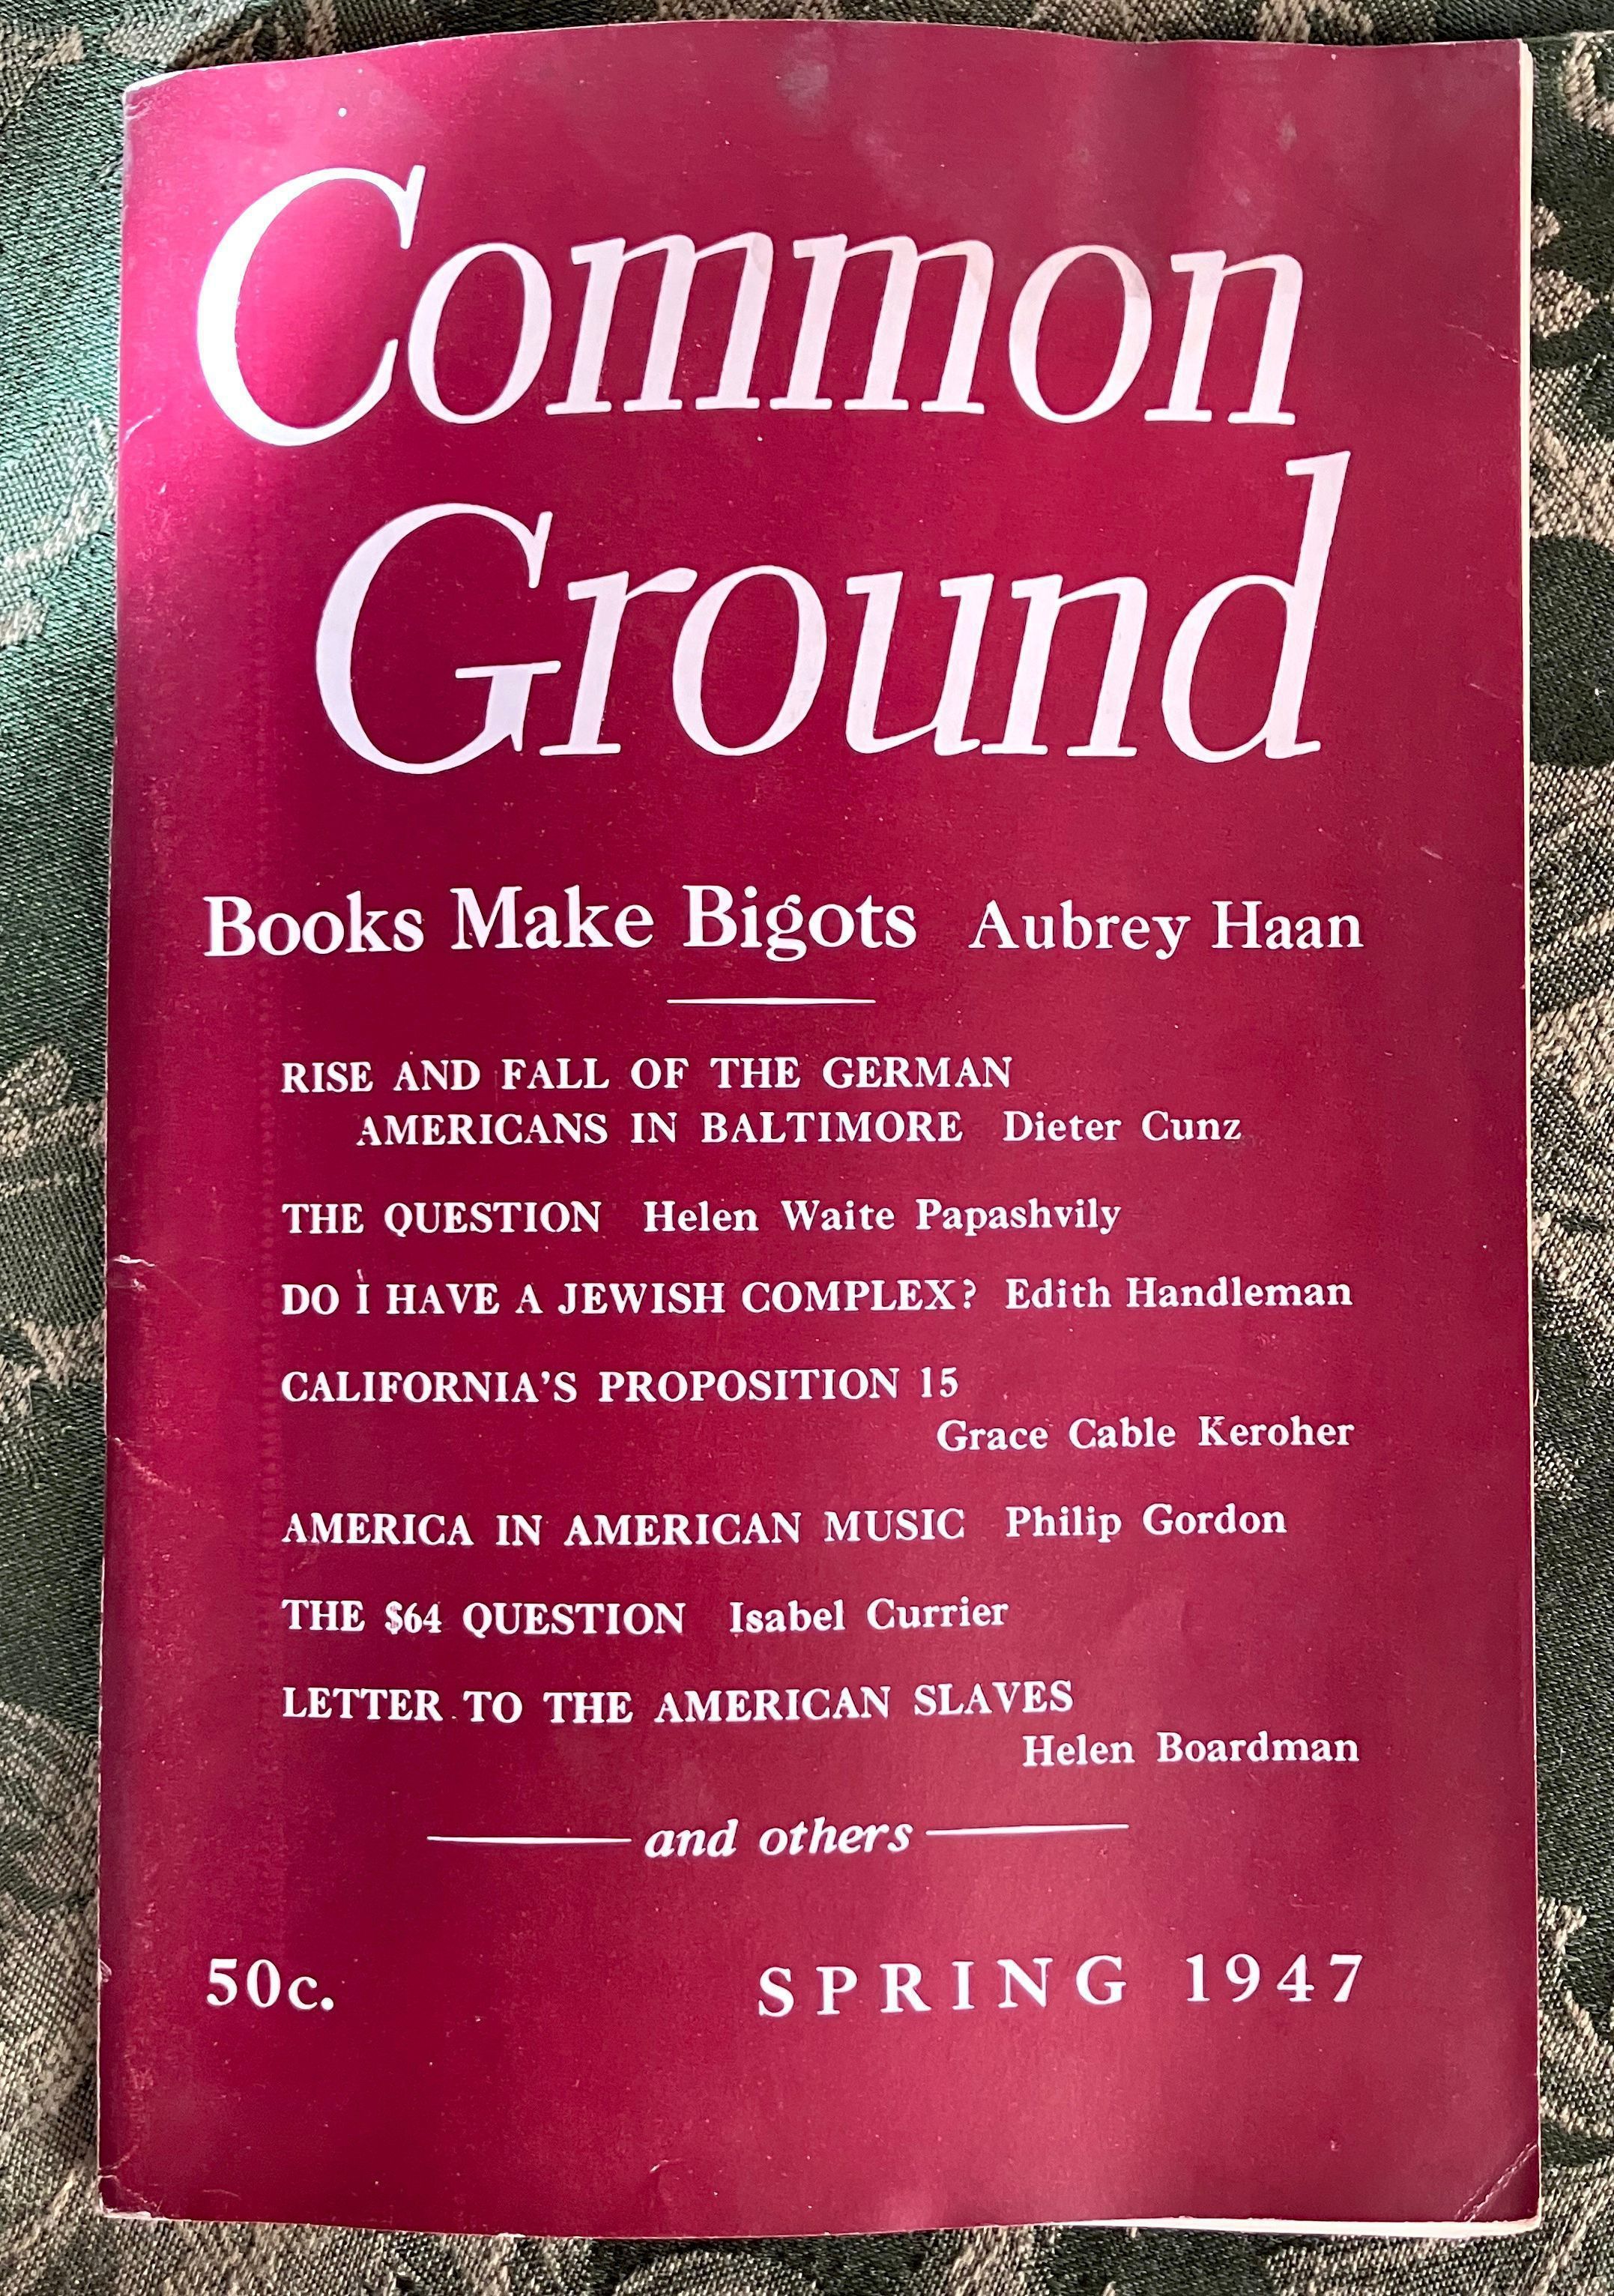 Common
Ground
Books Make Bigots Aubrey Haan
RISE AND FALL OF THE GERMAN
AMERICANS IN BALTIMORE Dieter Cunz
THE QUESTION Helen Waite Papashvily
DO I HAVE A JEWISH COMPLEX? Edith Handleman
CALIFORNIA'S PROPOSITION 15
Grace Cable Keroher
AMERICA IN AMERICAN MUSIC Philip Gordon
THE $64 QUESTION Isabel Currier
LETTER TO THE AMERICAN SLAVES
Helen Boardman
and others
50c. SPRING 1947